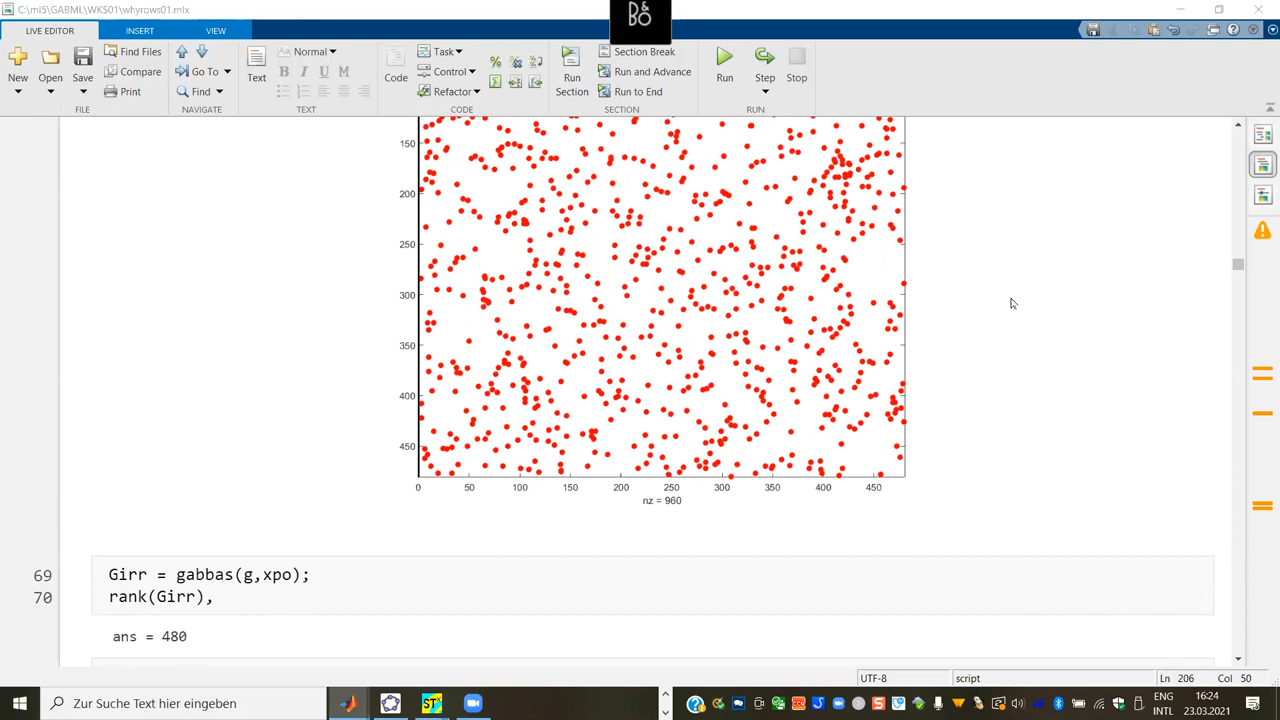 C:\ml5\GABML\WKS01\whyrows01.mlx
B&O
LIVE EDITOR INSERT VIEW
New Open Save Find Files Compare Print
FILE
Go To Find
NAVIGATE
Text Normal
B I U M
TEXT
Code Task Control Refactor
CODE
Run Section Section Break Run and Advance Run to End
SECTION
Run Step Stop
RUN
150
200
250
300
350
400
450
0 50 100 150 200 250 300 350 400 450
nz = 960
69 Girr = gabbas(g,xpo);
70 rank(Girr),
ans = 480
UTF-8 script Ln 206 Col 50
Zur Suche Text hier eingeben
ENG 16:24
INTL 23.03.2021